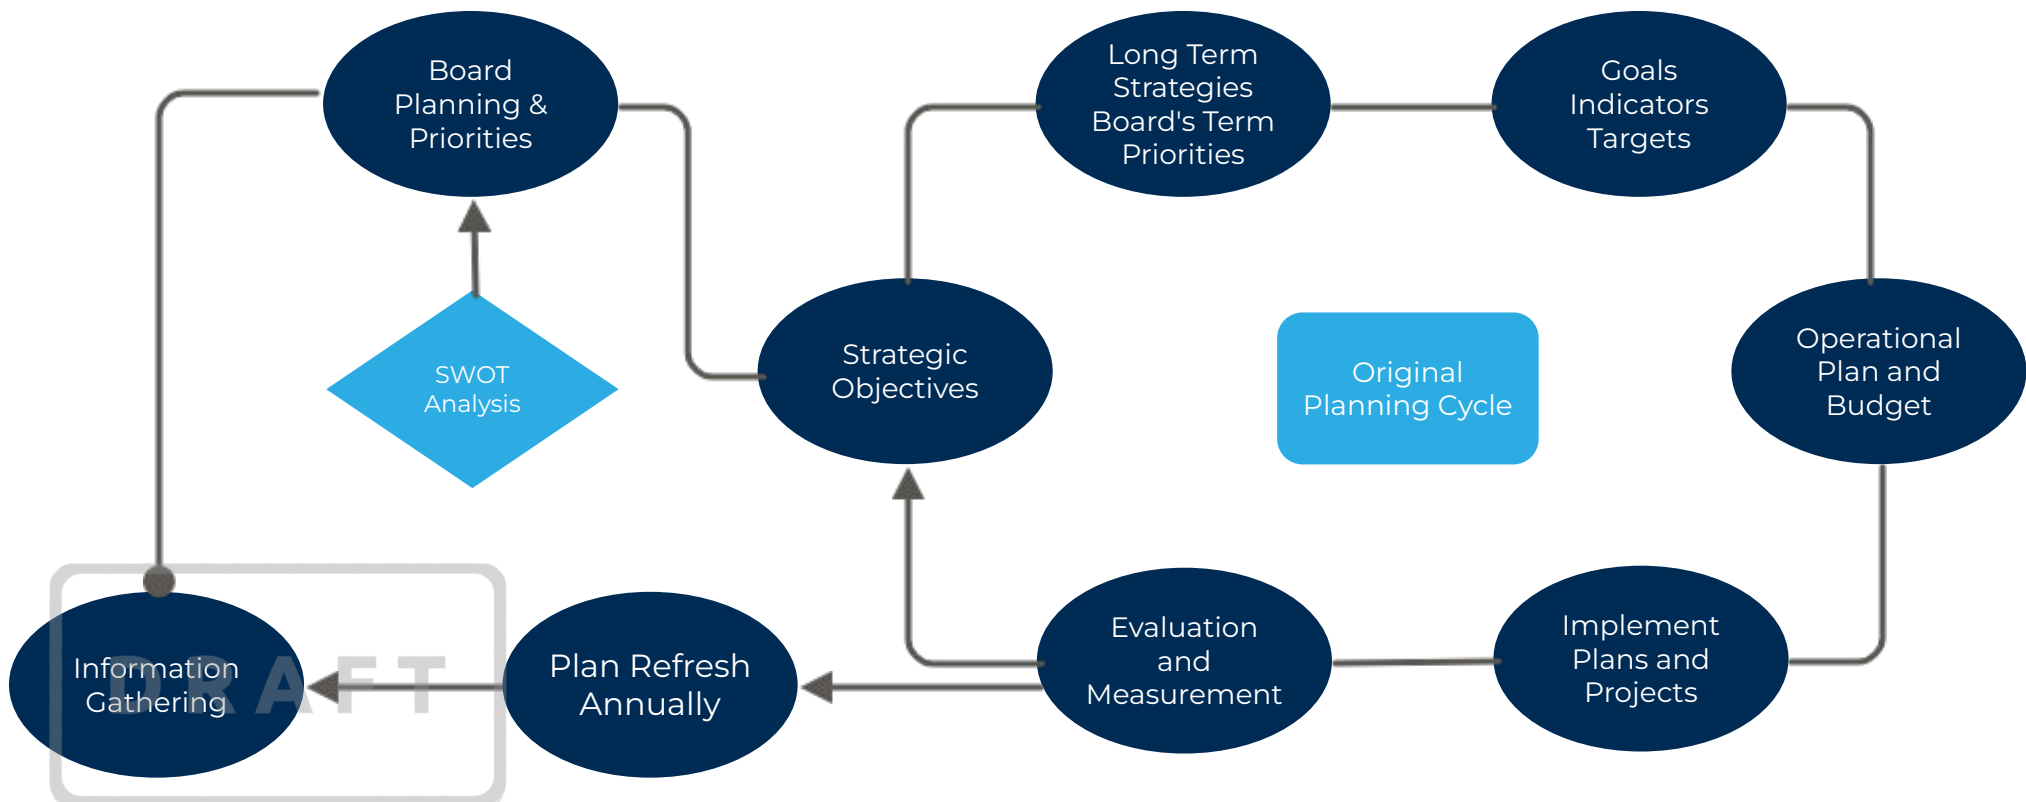 Board
Planning &
Priorities
Long Term
Strategies
Board's Term
Priorities
Goals
Indicators
Targets
SWOT
Analysis
Strategic
Objectives
Original
Planning Cycle
Operational
Plan and
Budget
Information
Gathering
DRAFT
Plan Refresh
Annually
Evaluation
and
Measurement
Implement
Plans and
Projects